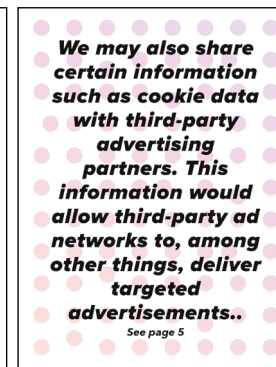 We may also share
certain information
such as cookie data
with third-party
advertising
partners. This
information would
allow third-party ad
networks to, among
other things, deliver
targeted
advertisements..
See page 5